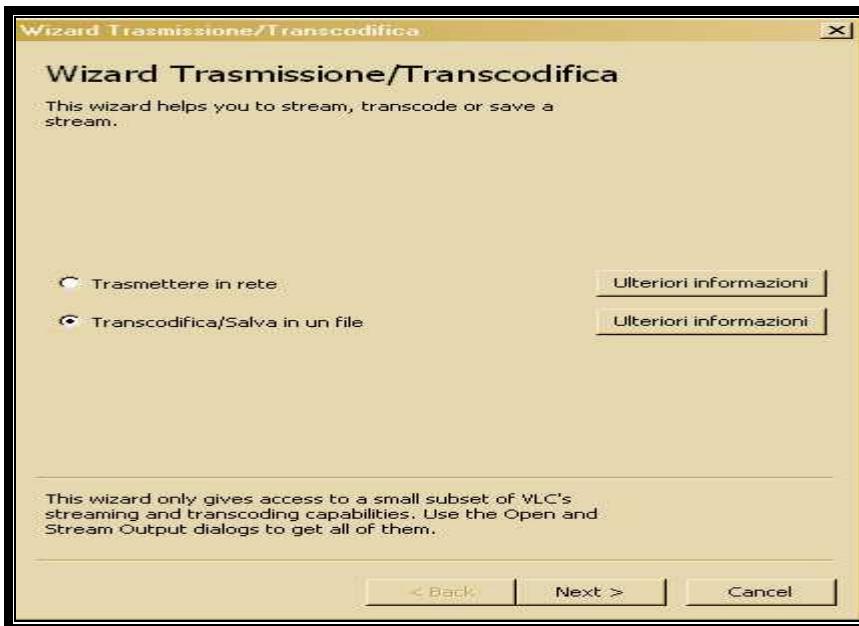 Wizard Trasmissione/Transcodifica
Wizard Trasmissione/Transcodifica
This wizard helps you to stream, transcode or save a
stream.
Trasmettere in rete
Ulteriori informazioni
Transcodifica/Salva in un file
Ulteriori informazioni
This wizard only gives access to a small subset of VLC's
streaming and transcoding capabilities. Use the Open and
Stream Output dialogs to get all of them.
< Back
Next >
Cancel